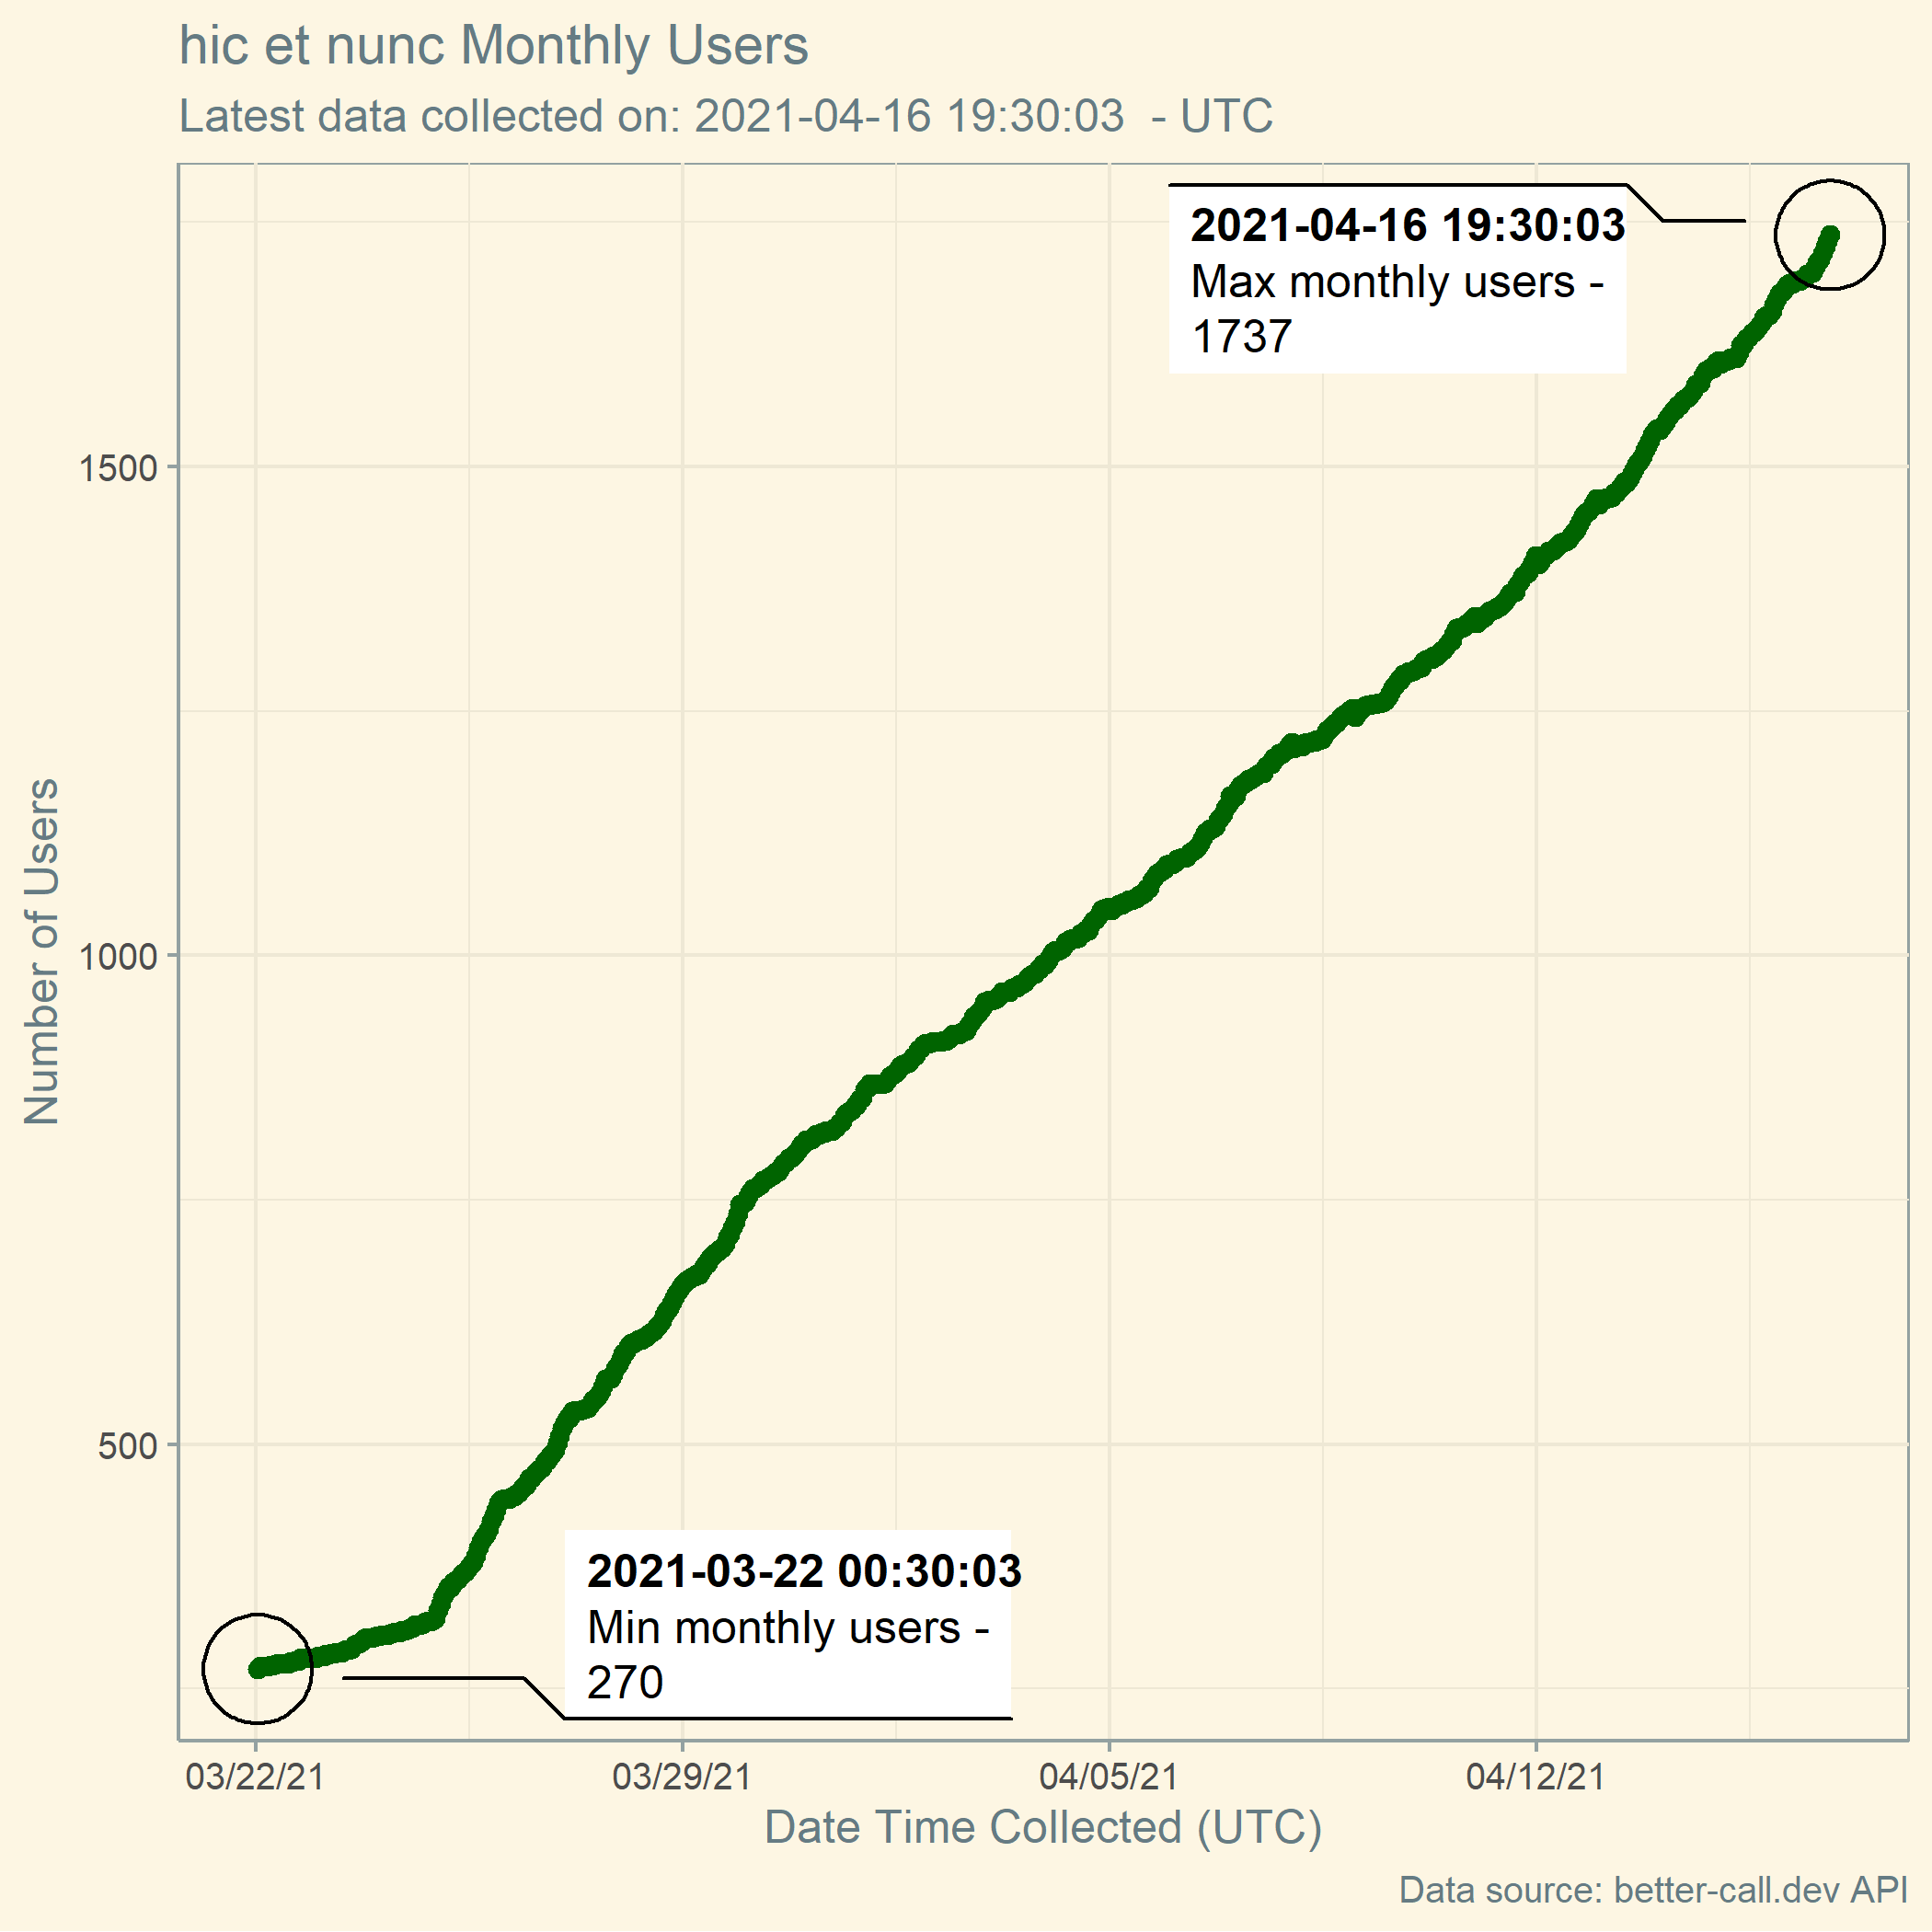 hic et nunc Monthly Users
Latest data collected on: 2021-04-16 19:30:03  - UTC
2021-04-16 19:30:03
Max monthly users -
1737
1500
1000
500
Number of Users
2021-03-22 00:30:03
Min monthly users -
270
03/22/21
03/29/21
04/05/21
04/12/21
Date Time Collected (UTC)
Data source: better-call.dev API